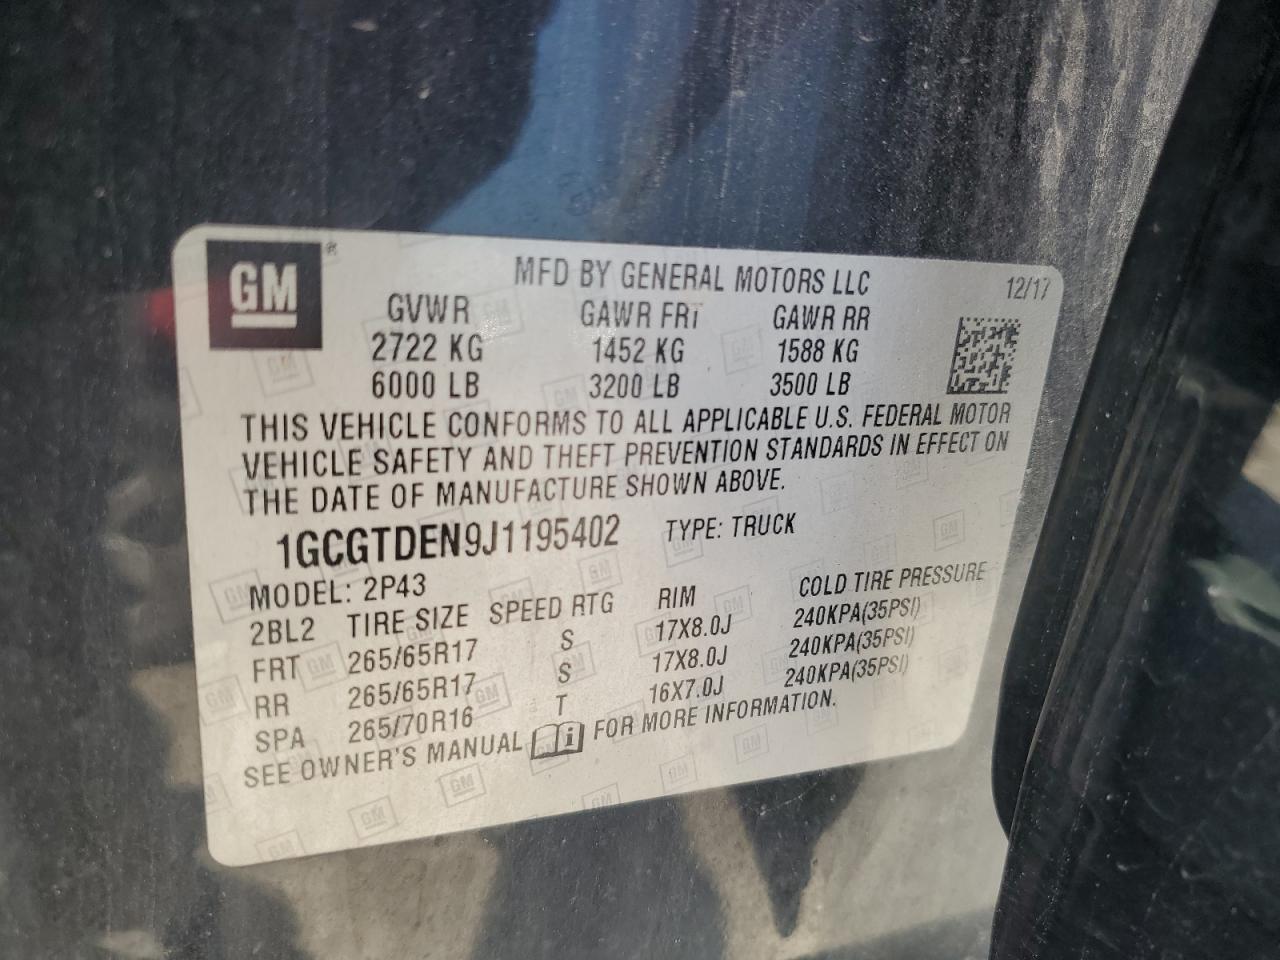 GM ®
MFD BY GENERAL MOTORS LLC
12/17
GVWR GAWR FRT GAWR RR
2722 KG 1452 KG 1588 KG
6000 LB 3200 LB 3500 LB
THIS VEHICLE CONFORMS TO ALL APPLICABLE U.S. FEDERAL MOTOR
VEHICLE SAFETY AND THEFT PREVENTION STANDARDS IN EFFECT ON
THE DATE OF MANUFACTURE SHOWN ABOVE.
1GCGTDEN9J1195402 TYPE: TRUCK
MODEL: 2P43
2BL2 TIRE SIZE SPEED RTG RIM COLD TIRE PRESSURE
FRT 265/65R17 S 17X8.0J 240KPA(35PSI)
RR 265/65R17 S 17X8.0J 240KPA(35PSI)
SPA 265/70R16 T 16X7.0J 240KPA(35PSI)
SEE OWNER'S MANUAL i FOR MORE INFORMATION.